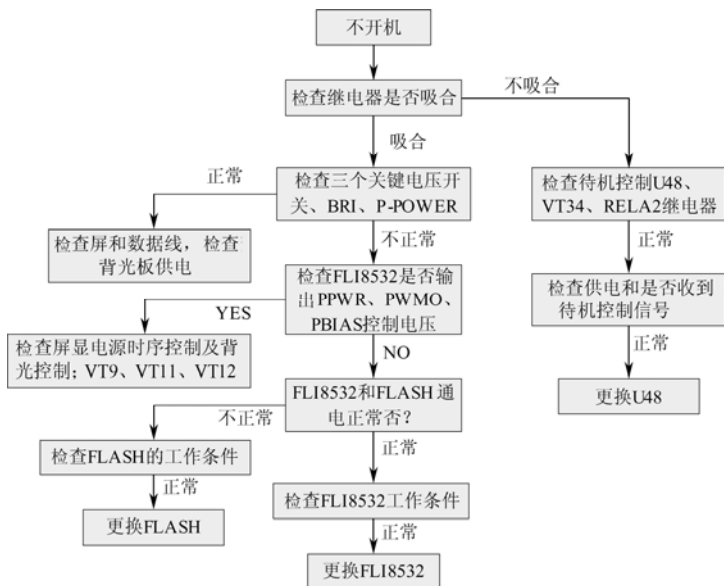 不开机
检查继电器是否吸合
不吸合
吸合
正常
检查三个关键电压开
关、BRI、P-POWER
检查待机控制U48、
VT34、RELA2继电器
检查屏和数据线，检查
背光板供电
不正常
正常
检查FLI8532是否输
出PPWR、PWMO、
PBIAS控制电压
检查供电和是否收到
待机控制信号
YES
检查屏显电源时序控制及背
光控制；VT9、VT11、VT12
NO
正常
更换U48
FLI8532和FLASH通
电正常否？
不正常
正常
检查FLASH的工作条件
检查FLI8532工作条件
正常
更换FLASH
正常
更换FLI8532